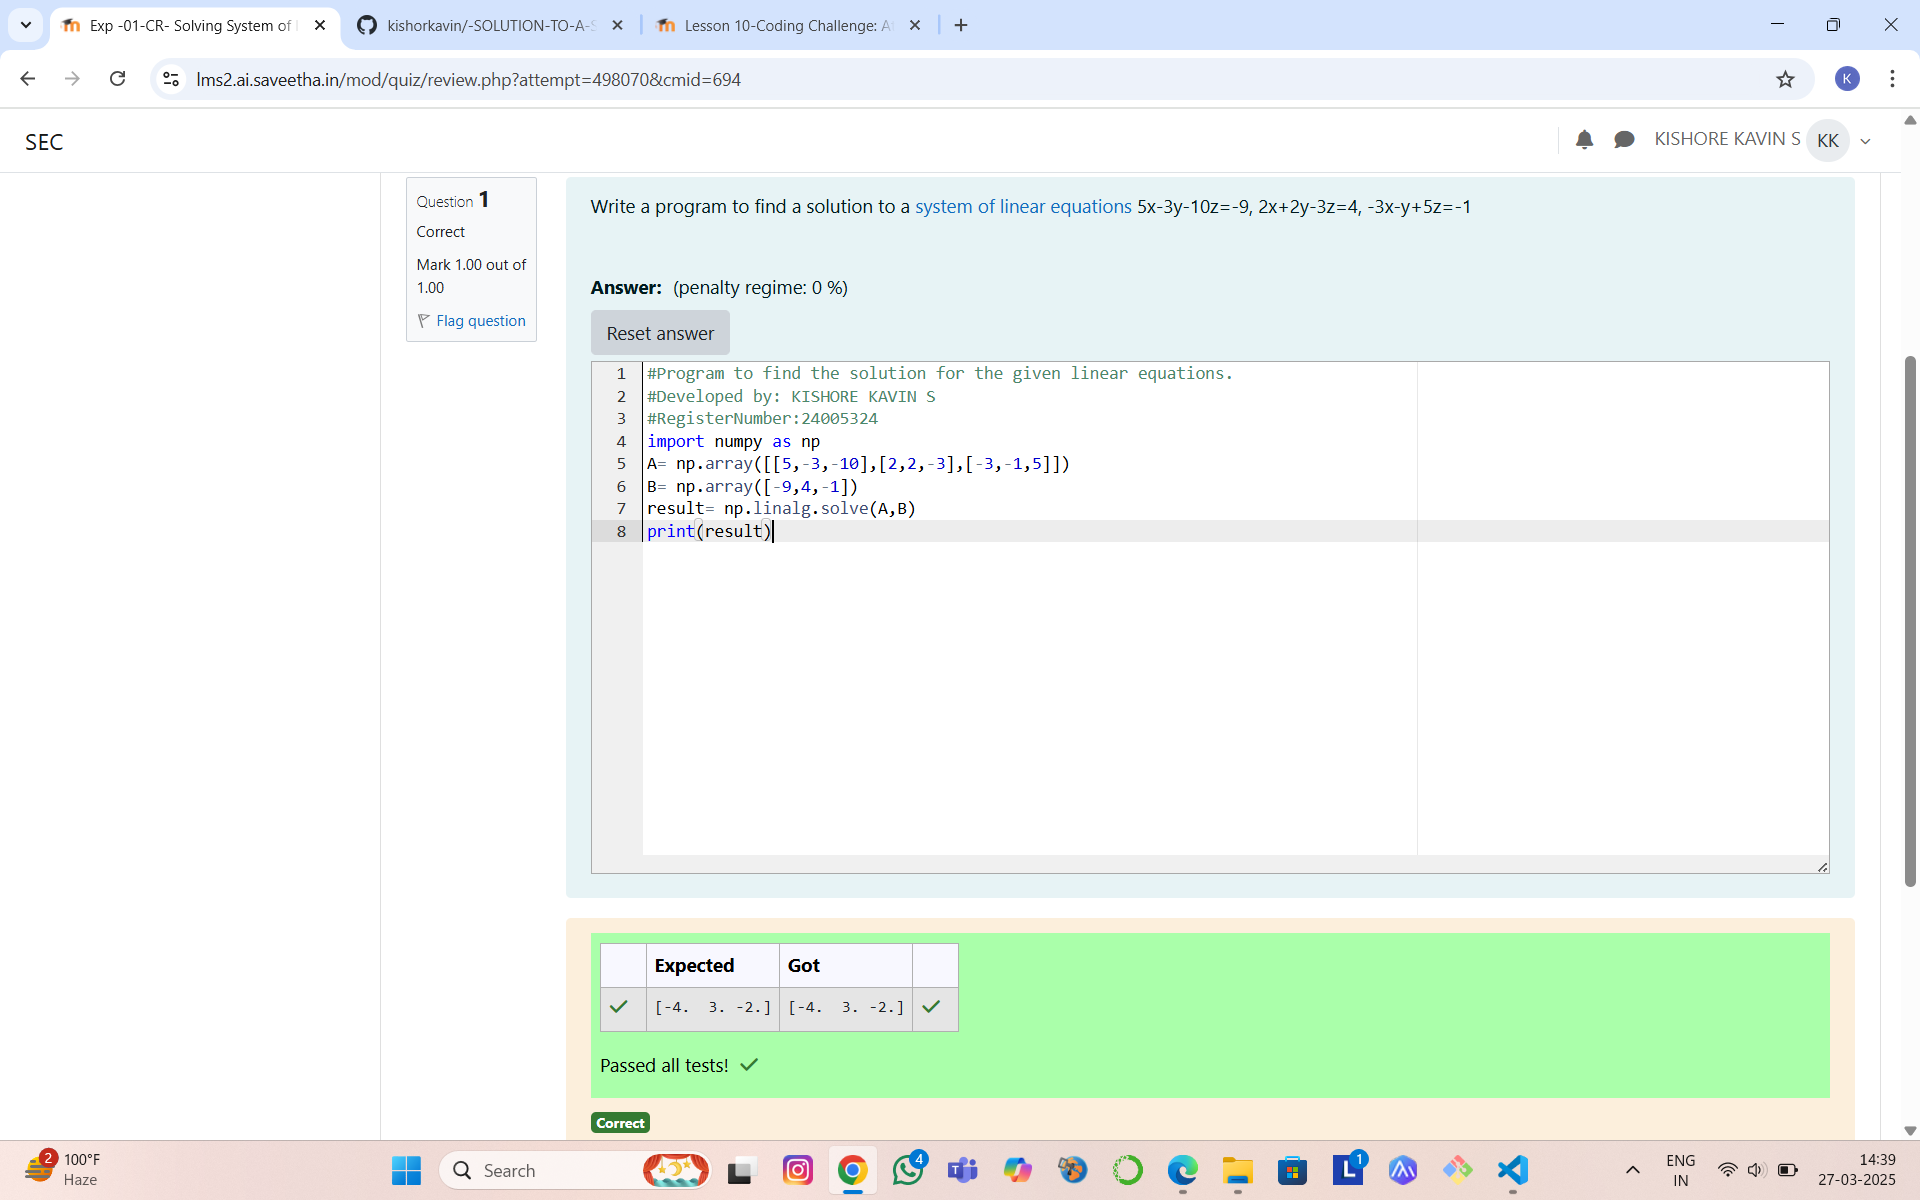 Exp -01-CR- Solving System of
kishorkavin/-SOLUTION-TO-A-S
Lesson 10-Coding Challenge: A
lms2.ai.saveetha.in/mod/quiz/review.php?attempt=498070&cmid=694
K
SEC
KISHORE KAVIN S
KK
Question 1
Correct
Mark 1.00 out of
1.00
Flag question
Write a program to find a solution to a system of linear equations 5x-3y-10z=-9, 2x+2y-3z=4, -3x-y+5z=-1
Answer: (penalty regime: 0 %)
Reset answer
1 #Program to find the solution for the given linear equations.
2 #Developed by: KISHORE KAVIN S
3 #RegisterNumber:24005324
4 import numpy as np
5 A= np.array([[5,-3,-10],[2,2,-3],[-3,-1,5]])
6 B= np.array([-9,4,-1])
7 result= np.linalg.solve(A,B)
8 print(result)
Expected Got
[-4.  3. -2.] [-4.  3. -2.]
Passed all tests!
Correct
2
100°F
Haze
Search
4
1
ENG
IN
14:39
27-03-2025